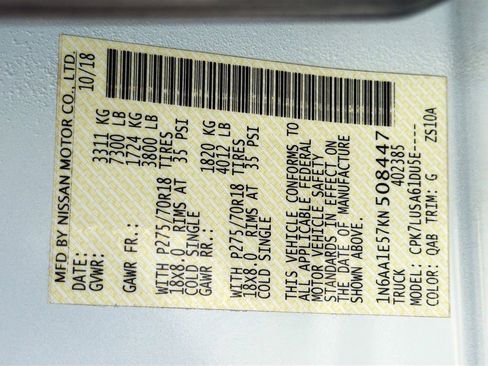 MFD BY NISSAN MOTOR CO., LTD.
DATE: 10/18
GVWR: 3311 KG
7300 LB
GAWR FR.: 1724 KG
3800 LB
WITH P275/70R18 TIRES
18X8.0 RIMS AT 35 PSI
COLD SINGLE
GAWR RR.: 1820 KG
4012 LB
WITH P275/70R18 TIRES
18X8.0 RIMS AT 35 PSI
COLD SINGLE
THIS VEHICLE CONFORMS TO
ALL APPLICABLE FEDERAL
MOTOR VEHICLE SAFETY
STANDARDS IN EFFECT ON
THE DATE OF MANUFACTURE
SHOWN ABOVE.
1N6AA1E57KN508447
TRUCK 402385
MODEL: CPK7LUSA61DU5E-----
COLOR: QAB TRIM: G ZS10A